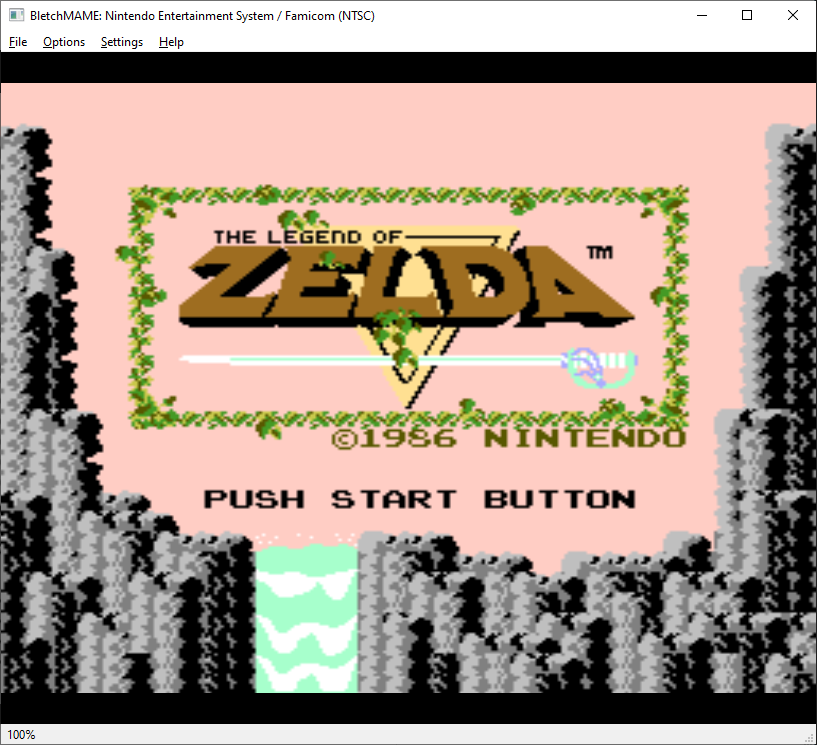 BletchMAME: Nintendo Entertainment System / Famicom (NTSC)
File Options Settings Help
THE LEGEND OF
ZELDA TM
©1986 NINTENDO
PUSH START BUTTON
100%